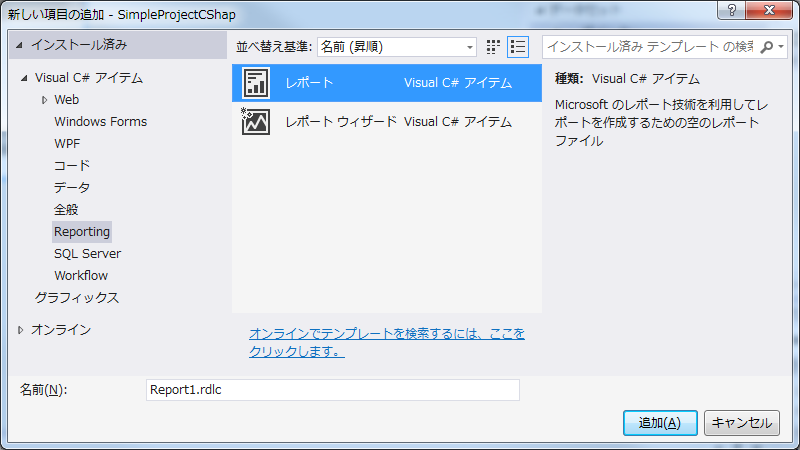 新しい項目の追加 - SimpleProjectCShap
インストール済み
並べ替え基準: 名前 (昇順)
インストール済み テンプレート の検索
Visual C# アイテム
Web
Windows Forms
WPF
コード
データ
全般
Reporting
SQL Server
Workflow
グラフィックス
オンライン
レポート Visual C# アイテム
レポート ウィザード Visual C# アイテム
種類: Visual C# アイテム
Microsoft のレポート技術を利用してレ
ポートを作成するための空のレポート
ファイル
オンラインでテンプレートを検索するには、ここを
クリックします。
名前(N): Report1.rdlc
追加(A) キャンセル